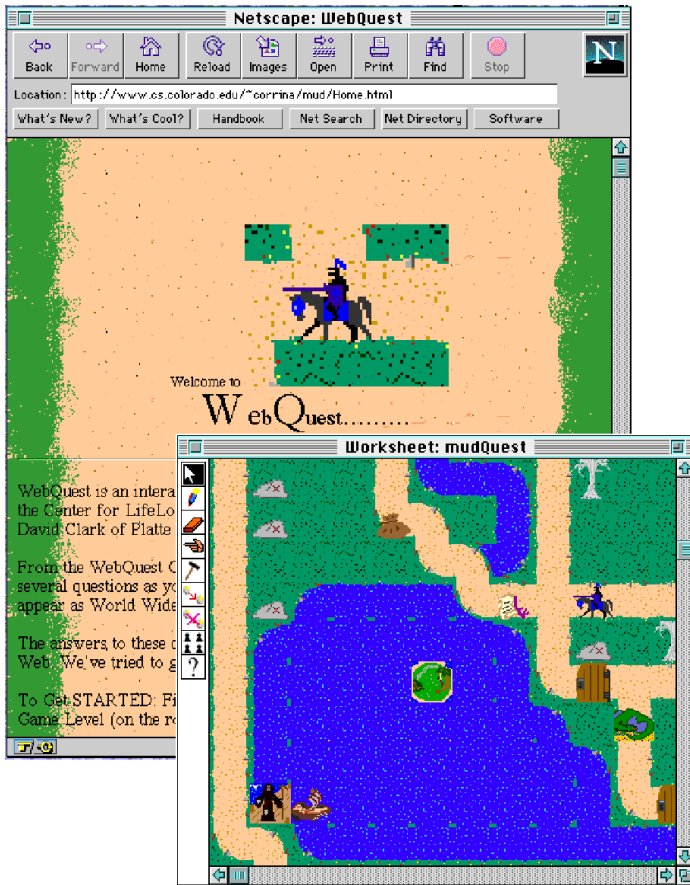 Netscape: WebQuest
Back Forward Home Reload Images Open Print Find Stop
N
Location: http://www.cs.colorado.edu/~corrina/mud/Home.html
What's New? What's Cool? Handbook Net Search Net Directory Software
Welcome to
WebQuest.........
WebQuest is an intera
the Center for LifeLo
David Clark of Platte
From the WebQuest
several questions as yo
appear as World Wide
The answers to these
Web. We've tried to g
To Get STARTED: Fi
Game Level (on the r
Worksheet: mudQuest
?